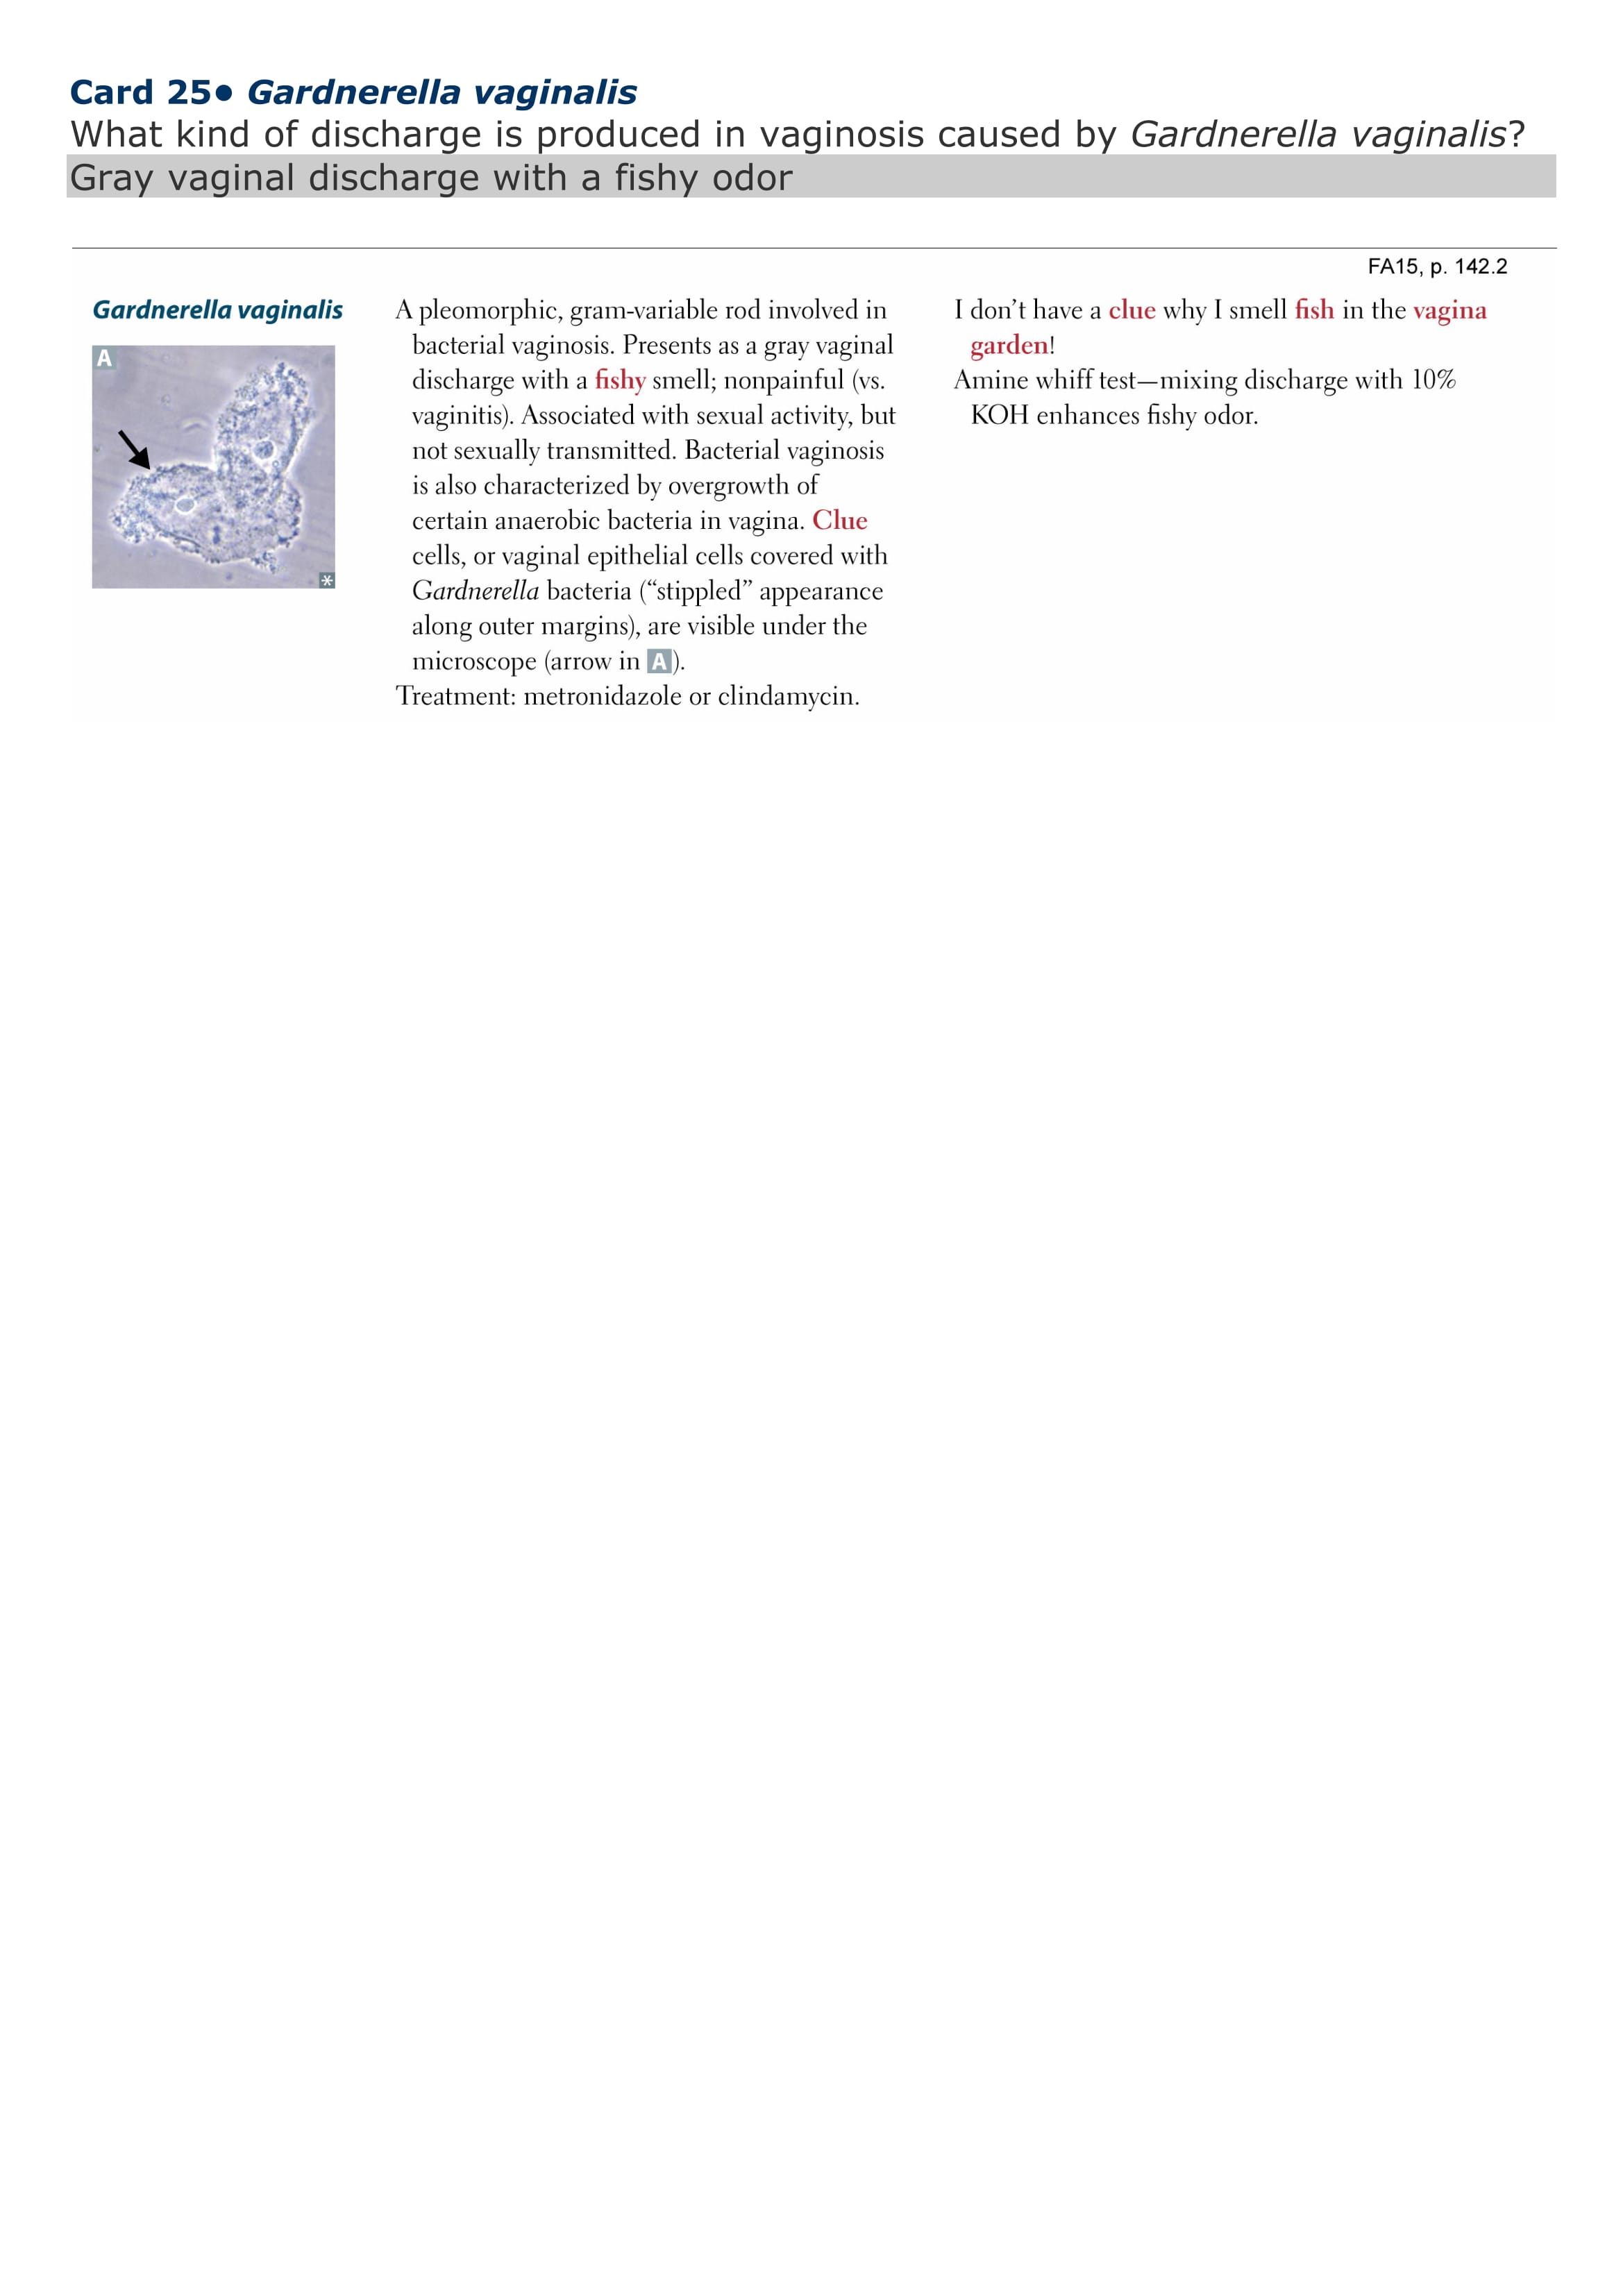 Card 25• Gardnerella vaginalis
What kind of discharge is produced in vaginosis caused by Gardnerella vaginalis?
Gray vaginal discharge with a fishy odor
FA15, p. 142.2
Gardnerella vaginalis
A
*
A pleomorphic, gram-variable rod involved in
bacterial vaginosis. Presents as a gray vaginal
discharge with a fishy smell; nonpainful (vs.
vaginitis). Associated with sexual activity, but
not sexually transmitted. Bacterial vaginosis
is also characterized by overgrowth of
certain anaerobic bacteria in vagina. Clue
cells, or vaginal epithelial cells covered with
Gardnerella bacteria (“stippled” appearance
along outer margins), are visible under the
microscope (arrow in A).
Treatment: metronidazole or clindamycin.
I don’t have a clue why I smell fish in the vagina
garden!
Amine whiff test—mixing discharge with 10%
KOH enhances fishy odor.